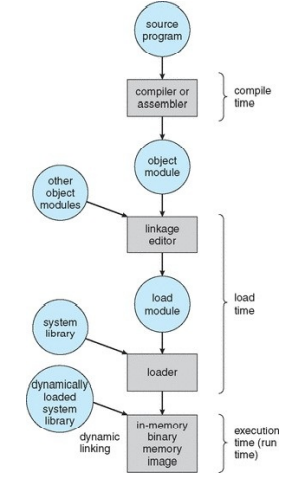 source
program
compiler or
assembler
compile
time
object
module
other
object
modules
linkage
editor
load
module
load
time
system
library
loader
dynamically
loaded
system
library
dynamic
linking
in-memory
binary
memory
image
execution
time (run
time)